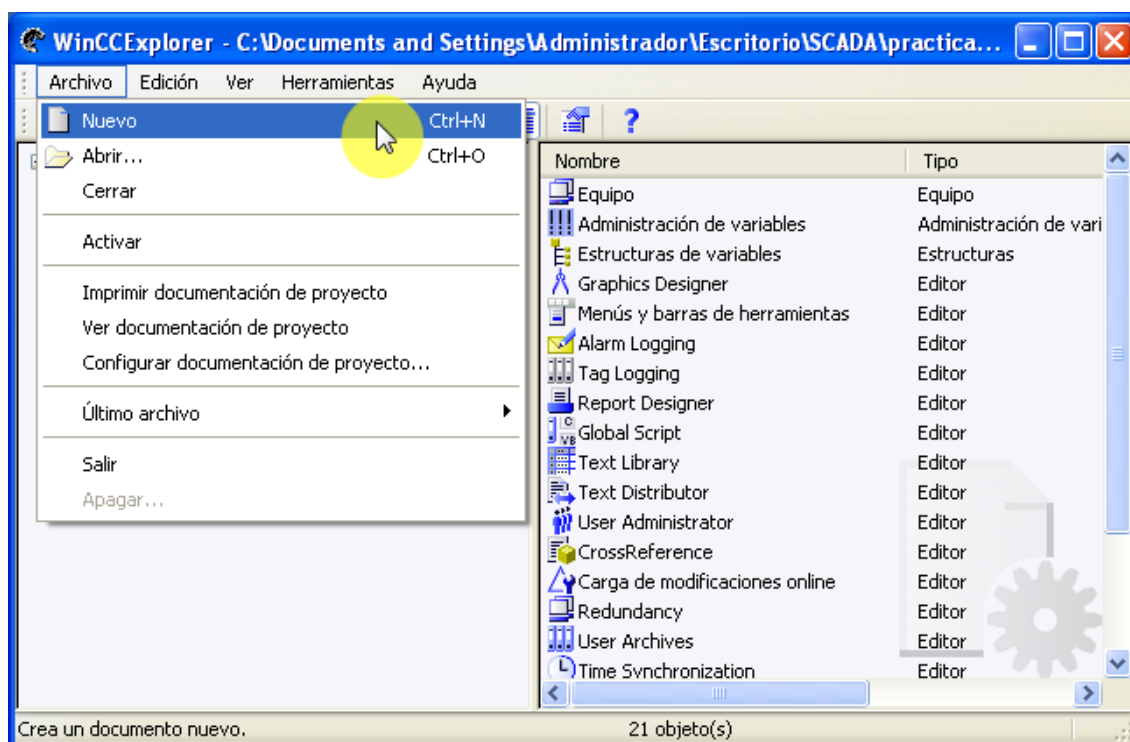 WinCCExplorer - C:\Documents and Settings\Administrador\Escritorio\SCADA\practica...
Archivo Edición Ver Herramientas Ayuda
Nuevo Ctrl+N
Abrir... Ctrl+O
Cerrar
Activar
Imprimir documentación de proyecto
Ver documentación de proyecto
Configurar documentación de proyecto...
Último archivo
Salir
Apagar...
Nombre Tipo
Equipo Equipo
Administración de variables Administración de vari
Estructuras de variables Estructuras
Graphics Designer Editor
Menús y barras de herramientas Editor
Alarm Logging Editor
Tag Logging Editor
Report Designer Editor
Global Script Editor
Text Library Editor
Text Distributor Editor
User Administrator Editor
CrossReference Editor
Carga de modificaciones online Editor
Redundancy Editor
User Archives Editor
Time Synchronization Editor
Crea un documento nuevo. 21 objeto(s)